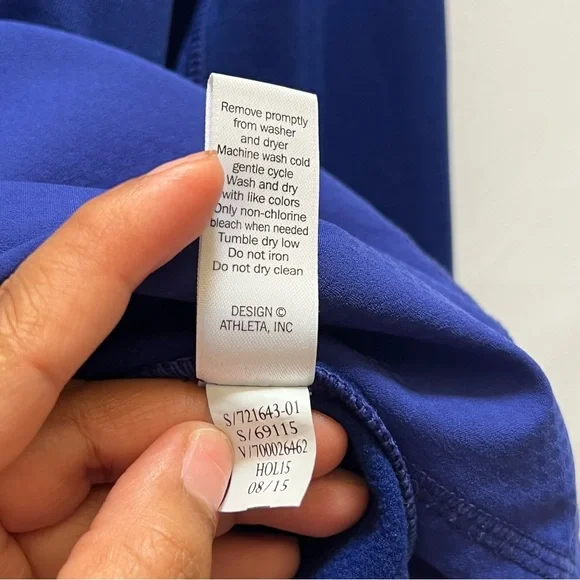 Remove promptly
from washer
and dryer
Machine wash cold
gentle cycle
Wash and dry
with like colors
Only non-chlorine
bleach when needed
Tumble dry low
Do not iron
Do not dry clean
DESIGN ©
ATHLETA, INC
S/721643-01
S/69115
V/700026462
HOL15
08/15